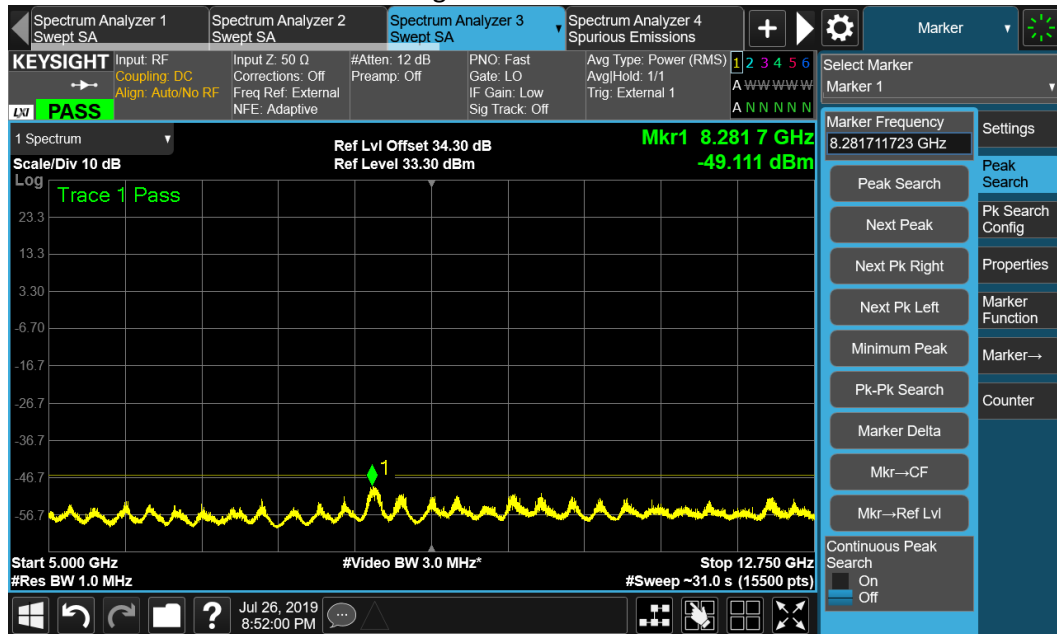 Spectrum Analyzer 1
Swept SA
Spectrum Analyzer 2
Swept SA
Spectrum Analyzer 3
Swept SA
Spectrum Analyzer 4
Spurious Emissions
+
Marker
KEYSIGHT
LXI PASS
Input: RF
Coupling: DC
Align: Auto/No RF
Input Z: 50 Ω
Corrections: Off
Freq Ref: External
NFE: Adaptive
#Atten: 12 dB
Preamp: Off
PNO: Fast
Gate: LO
IF Gain: Low
Sig Track: Off
Avg Type: Power (RMS)
Avg|Hold: 1/1
Trig: External 1
1 2 3 4 5 6
A W W W W W
A N N N N N
Select Marker
Marker 1
1 Spectrum
Scale/Div 10 dB
Ref Lvl Offset 34.30 dB
Ref Level 33.30 dBm
Mkr1 8.281 7 GHz
-49.111 dBm
Log
Trace 1 Pass
23.3
13.3
3.30
-6.70
-16.7
-26.7
-36.7
-46.7
-56.7
1
Start 5.000 GHz
#Res BW 1.0 MHz
#Video BW 3.0 MHz*
Stop 12.750 GHz
#Sweep ~31.0 s (15500 pts)
Marker Frequency
8.281711723 GHz
Peak Search
Next Peak
Next Pk Right
Next Pk Left
Minimum Peak
Pk-Pk Search
Marker Delta
Mkr→CF
Mkr→Ref Lvl
Continuous Peak
Search
On
Off
Settings
Peak
Search
Pk Search
Config
Properties
Marker
Function
Marker→
Counter
?
Jul 26, 2019
8:52:00 PM